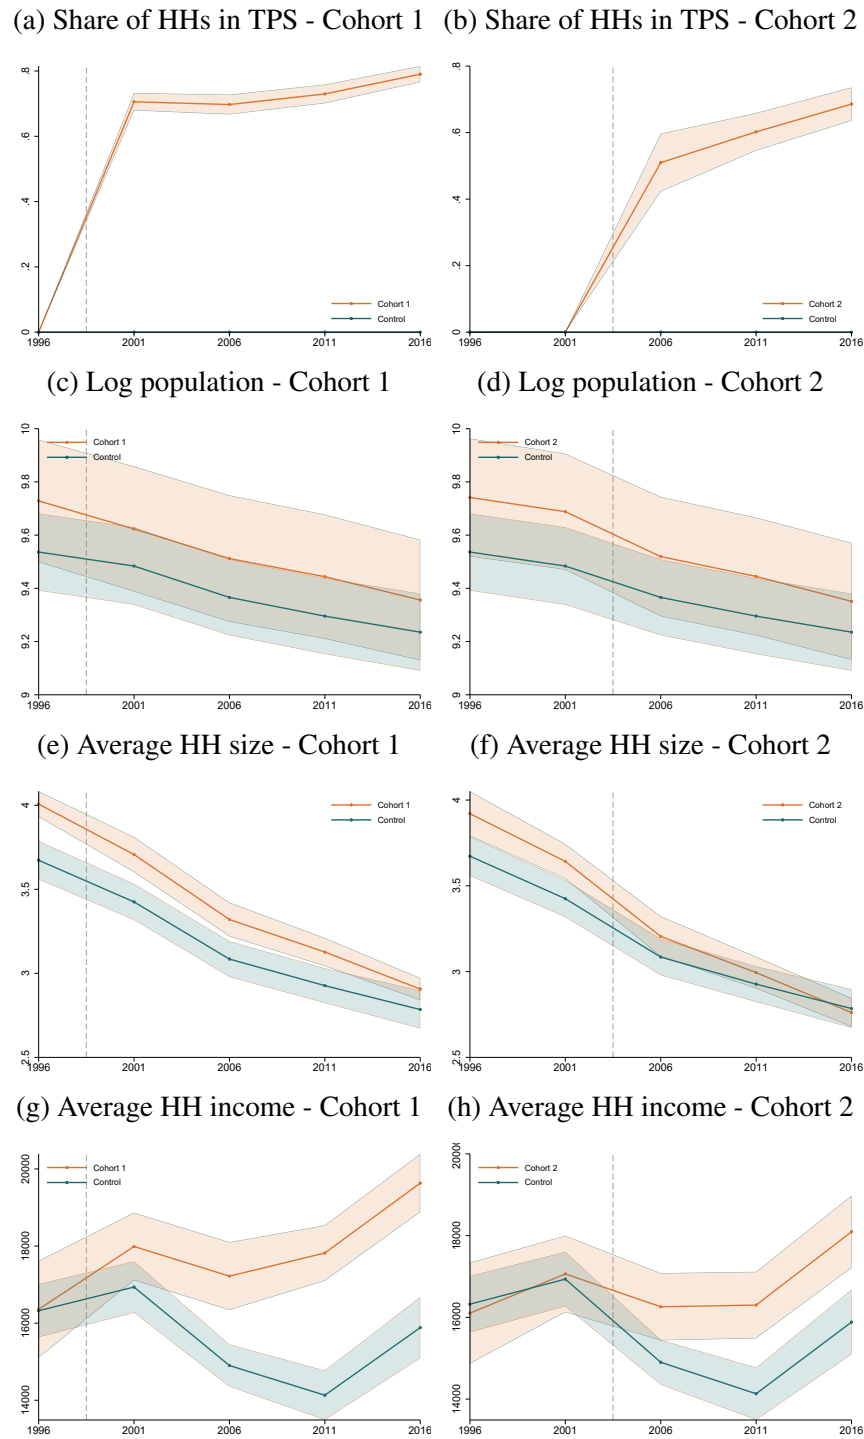 (a) Share of HHs in TPS - Cohort 1 (b) Share of HHs in TPS - Cohort 2
.8
.6
.4
.2
0
1996 2001 2006 2011 2016
Cohort 1
Control
.8
.6
.4
.2
0
1996 2001 2006 2011 2016
Cohort 2
Control
(c) Log population - Cohort 1 (d) Log population - Cohort 2
10
9.8
9.6
9.4
9.2
9
1996 2001 2006 2011 2016
Cohort 1
Control
10
9.8
9.6
9.4
9.2
9
1996 2001 2006 2011 2016
Cohort 2
Control
(e) Average HH size - Cohort 1 (f) Average HH size - Cohort 2
4
3.5
3
2.5
1996 2001 2006 2011 2016
Cohort 1
Control
4
3.5
3
2.5
1996 2001 2006 2011 2016
Cohort 2
Control
(g) Average HH income - Cohort 1 (h) Average HH income - Cohort 2
20000
18000
16000
14000
1996 2001 2006 2011 2016
Cohort 1
Control
20000
18000
16000
14000
1996 2001 2006 2011 2016
Cohort 2
Control